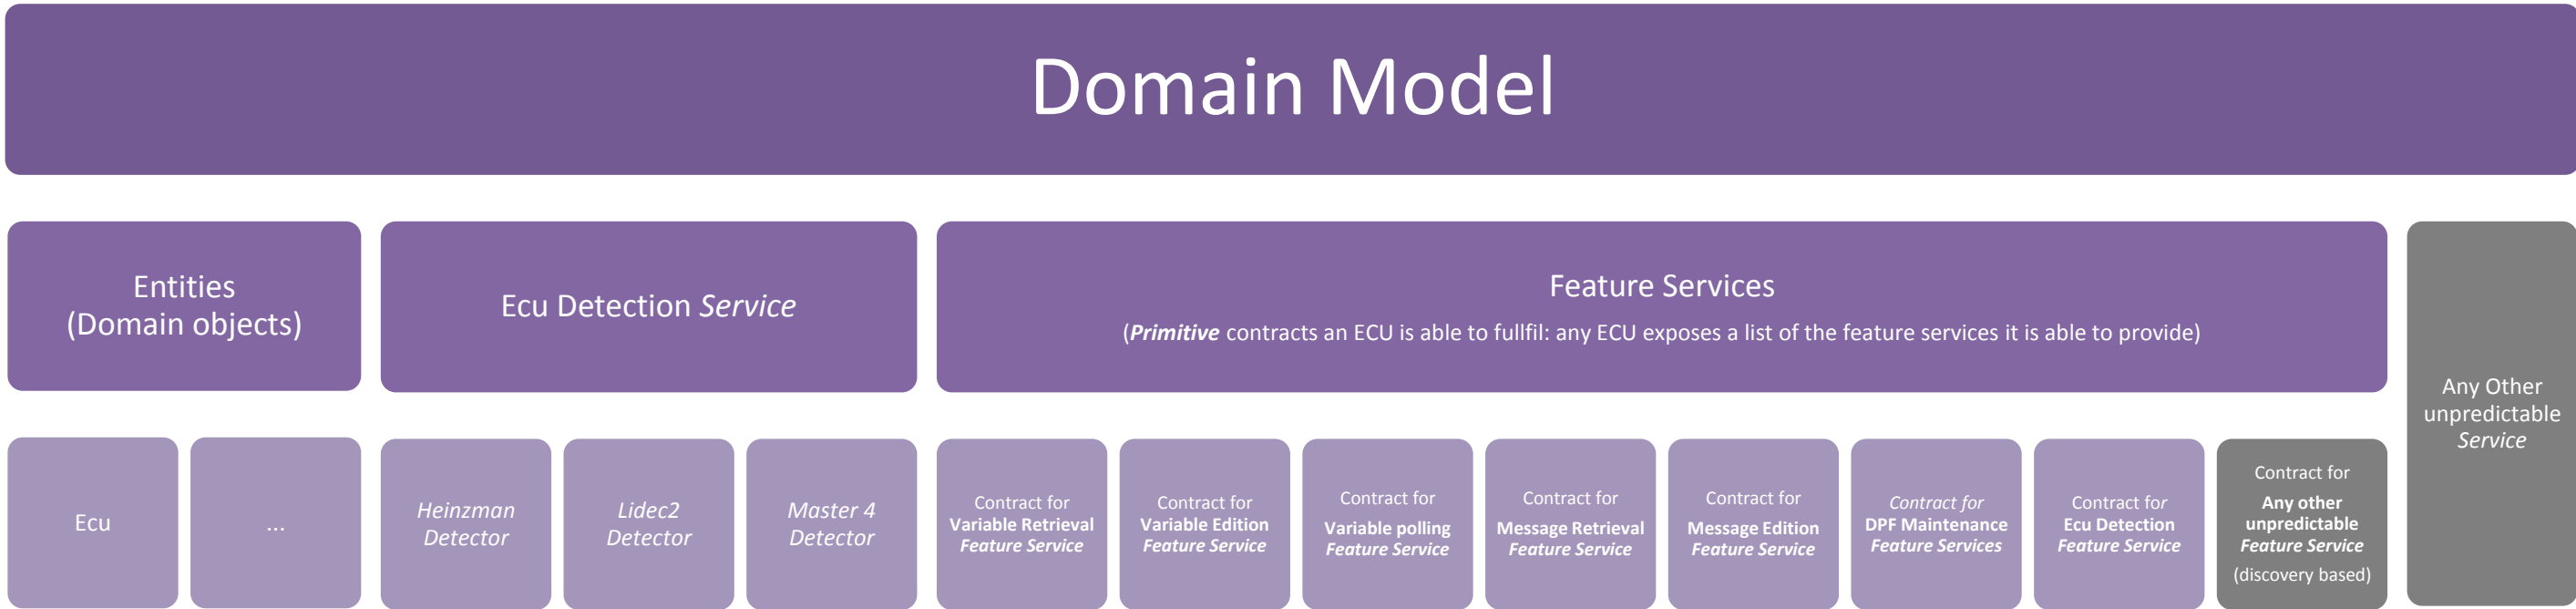 Domain Model
Entities
(Domain objects)
Ecu Detection Service
Feature Services
(Primitive contracts an ECU is able to fullfil: any ECU exposes a list of the feature services it is able to provide)
Any Other
unpredictable
Service
Ecu
...
Heinzman
Detector
Lidec2
Detector
Master 4
Detector
Contract for
Variable Retrieval
Feature Service
Contract for
Variable Edition
Feature Service
Contract for
Variable polling
Feature Service
Contract for
Message Retrieval
Feature Service
Contract for
Message Edition
Feature Service
Contract for
DPF Maintenance
Feature Services
Contract for
Ecu Detection
Feature Service
Contract for
Any other
unpredictable
Feature Service
(discovery based)